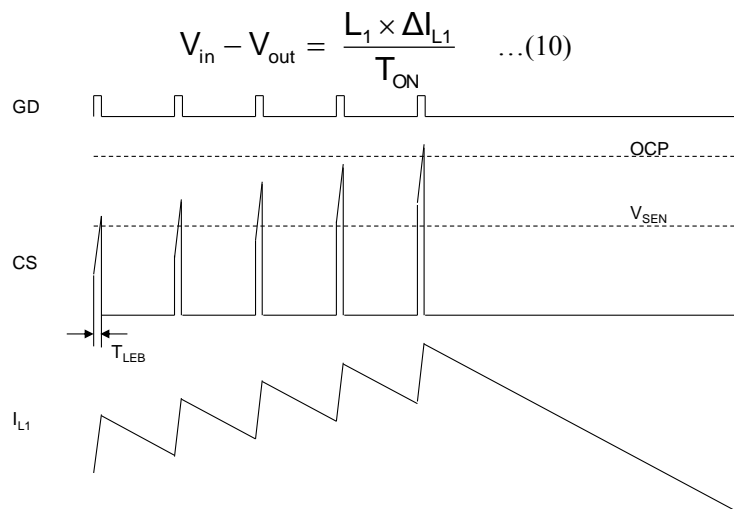 V_in − V_out = L_1 × ΔI_L1 / T_ON ...(10)
GD
OCP
V_SEN
CS
T_LEB
I_L1